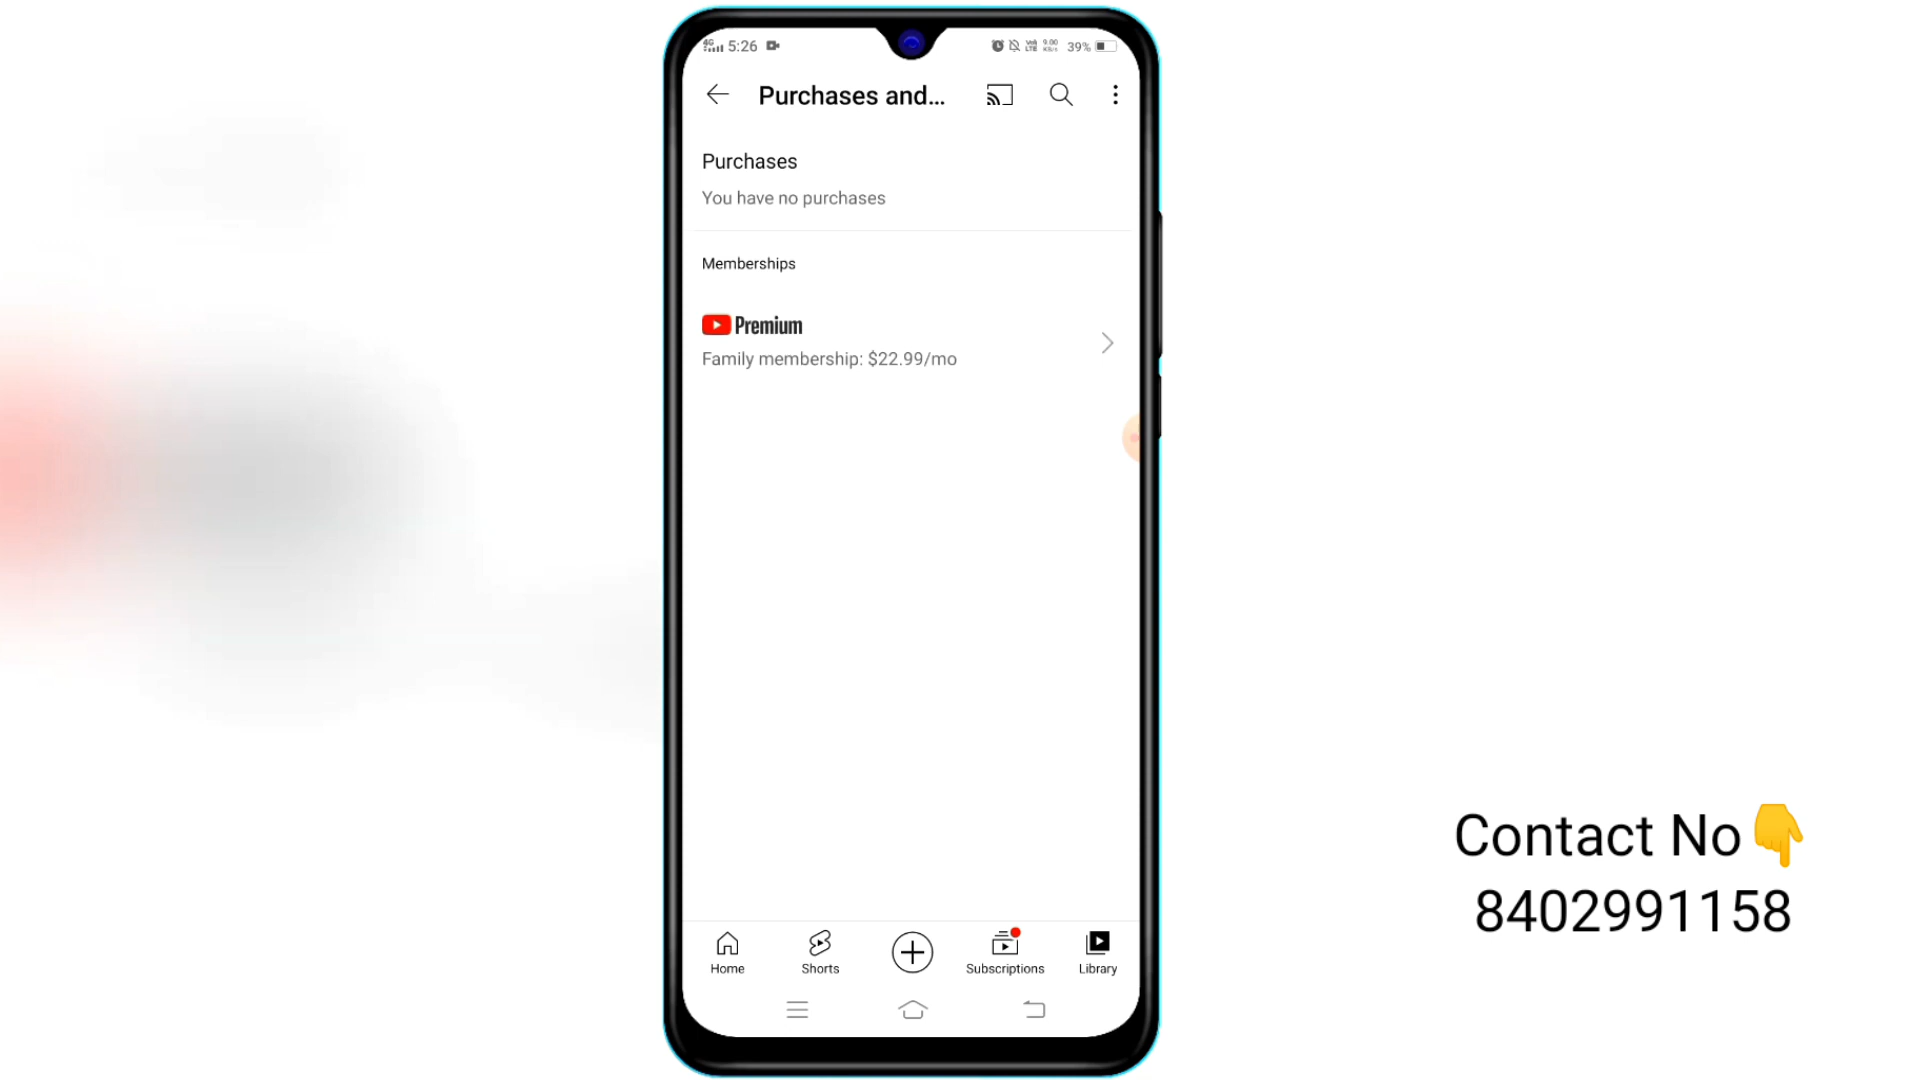 4G 5:26 39%
Purchases and...
Purchases
You have no purchases
Memberships
Premium
Family membership: $22.99/mo
Home Shorts Subscriptions Library
Contact No👇
8402991158